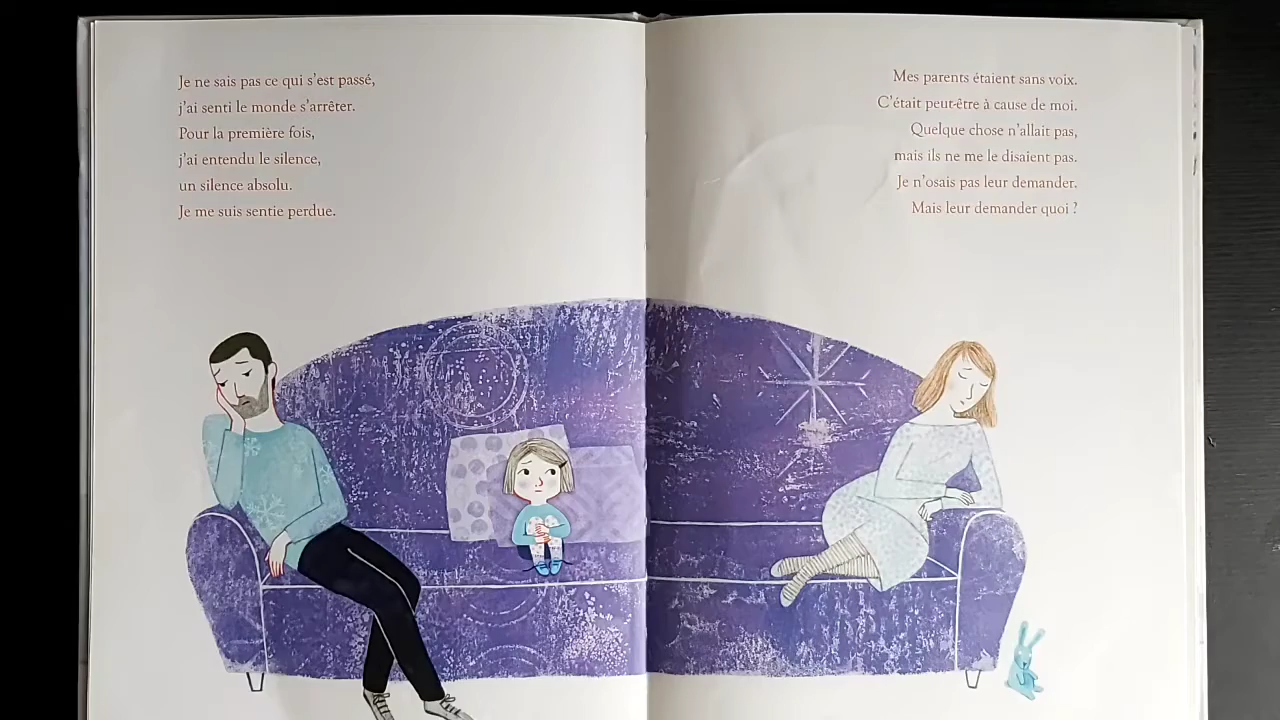 Je ne sais pas ce qui s'est passé,
j'ai senti le monde s'arrêter.
Pour la première fois,
j'ai entendu le silence,
un silence absolu.
Je me suis sentie perdue.
Mes parents étaient sans voix.
C'était peut-être à cause de moi.
Quelque chose n'allait pas,
mais ils ne me le disaient pas.
Je n'osais pas leur demander.
Mais leur demander quoi ?